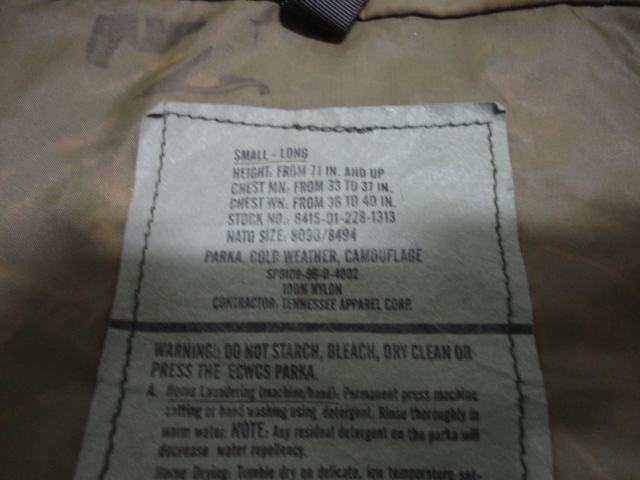 SMALL - LONG
HEIGHT: FROM 71 IN. AND UP
CHEST MN: FROM 33 TO 37 IN.
CHEST WN: FROM 36 TO 40 IN.
STOCK NO.: 8415-01-228-1313
NATO SIZE: 8090/8494
PARKA, COLD WEATHER, CAMOUFLAGE
SP0100-96-D-4002
100% NYLON
CONTRACTOR: TENNESSEE APPAREL CORP.
WARNING!: DO NOT STARCH, BLEACH, DRY CLEAN OR
PRESS THE ECWCS PARKA.
A. Home Laundering (machine/hand): Permanent press machine
setting or hand washing using detergent. Rinse thoroughly in
warm water. NOTE: Any residual detergent on the parka will
decrease water repellency.
Home Drying: Tumble dry on delicate, low temperature set-